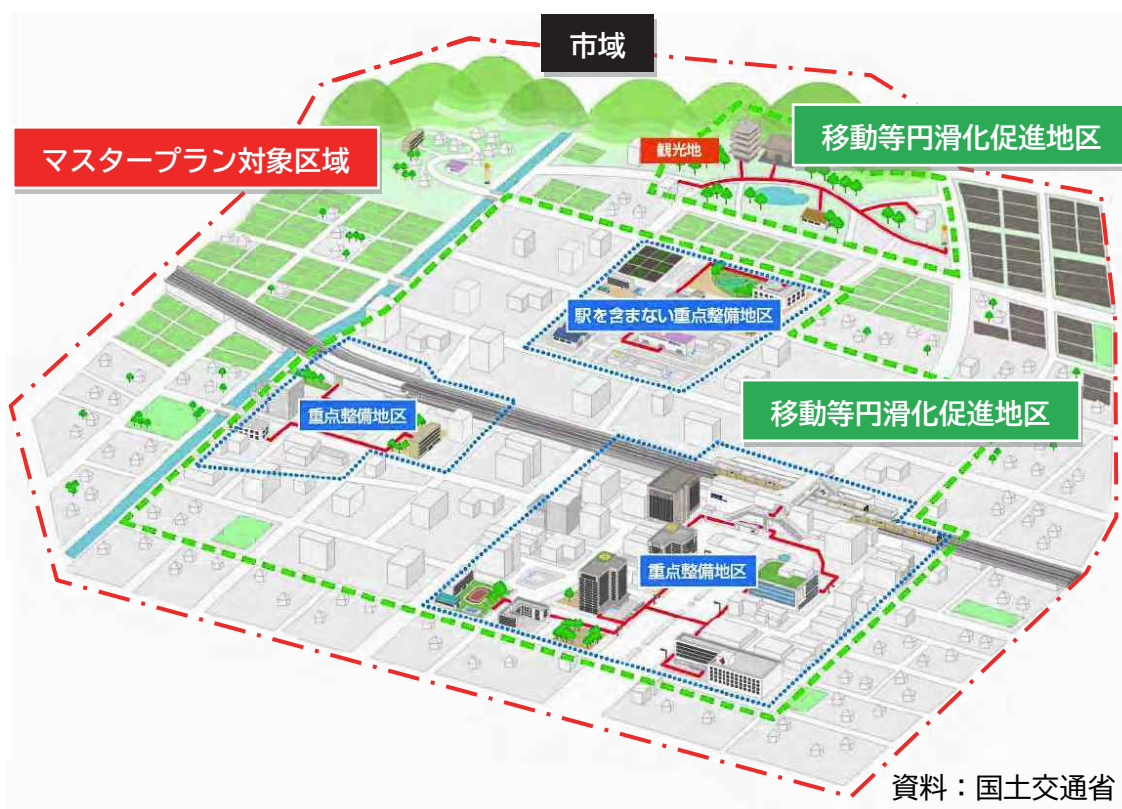 市域
マスタープラン対象区域
移動等円滑化促進地区
観光地
駅を含まない重点整備地区
移動等円滑化促進地区
重点整備地区
重点整備地区
資料：国土交通省